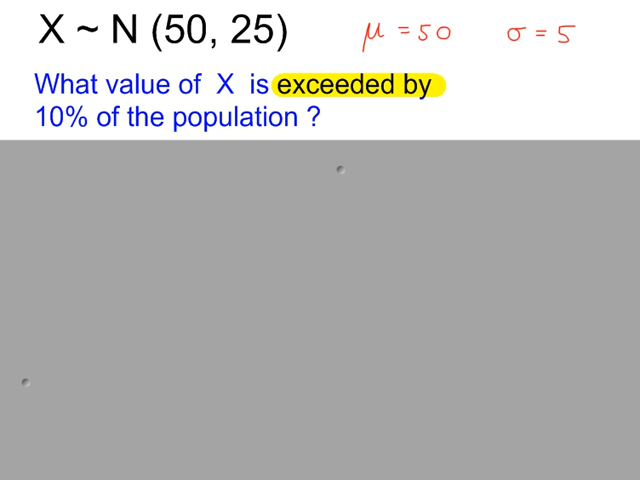 X ~ N (50, 25) μ = 50 σ = 5
What value of X is exceeded by
10% of the population ?